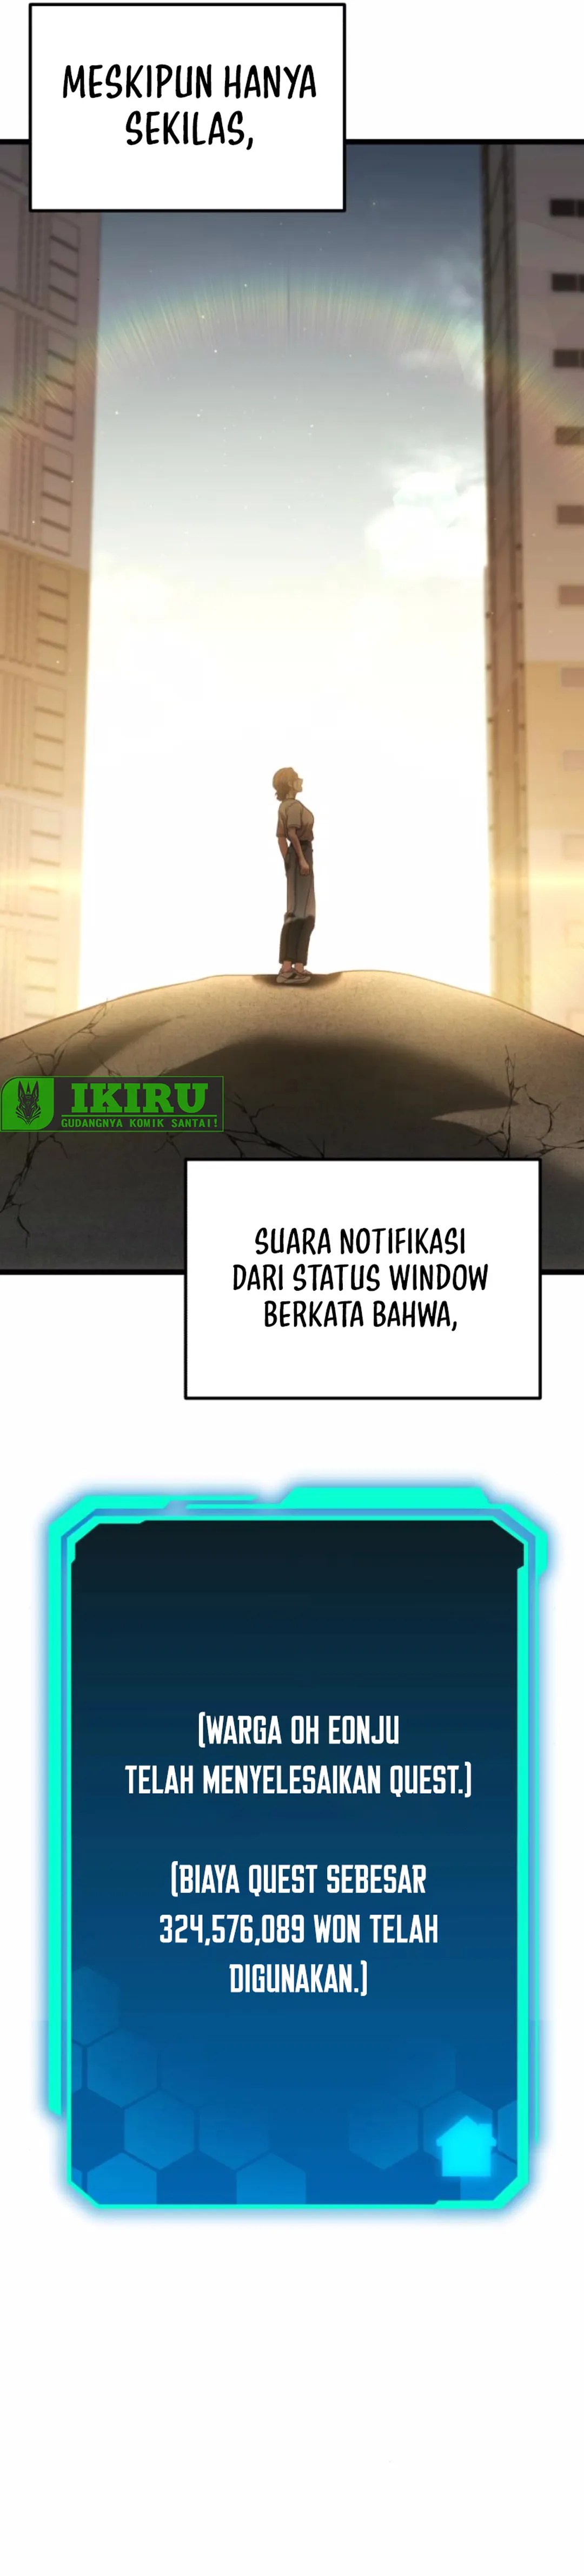 MESKIPUN HANYA
SEKILAS,
IKIRU
GUDANGNYA KOMIK SANTAI!
SUARA NOTIFIKASI
DARI STATUS WINDOW
BERKATA BAHWA,
[WARGA OH EONJU
TELAH MENYELESAIKAN QUEST.]
[BIAYA QUEST SEBESAR
324,576,089 WON TELAH
DIGUNAKAN.]